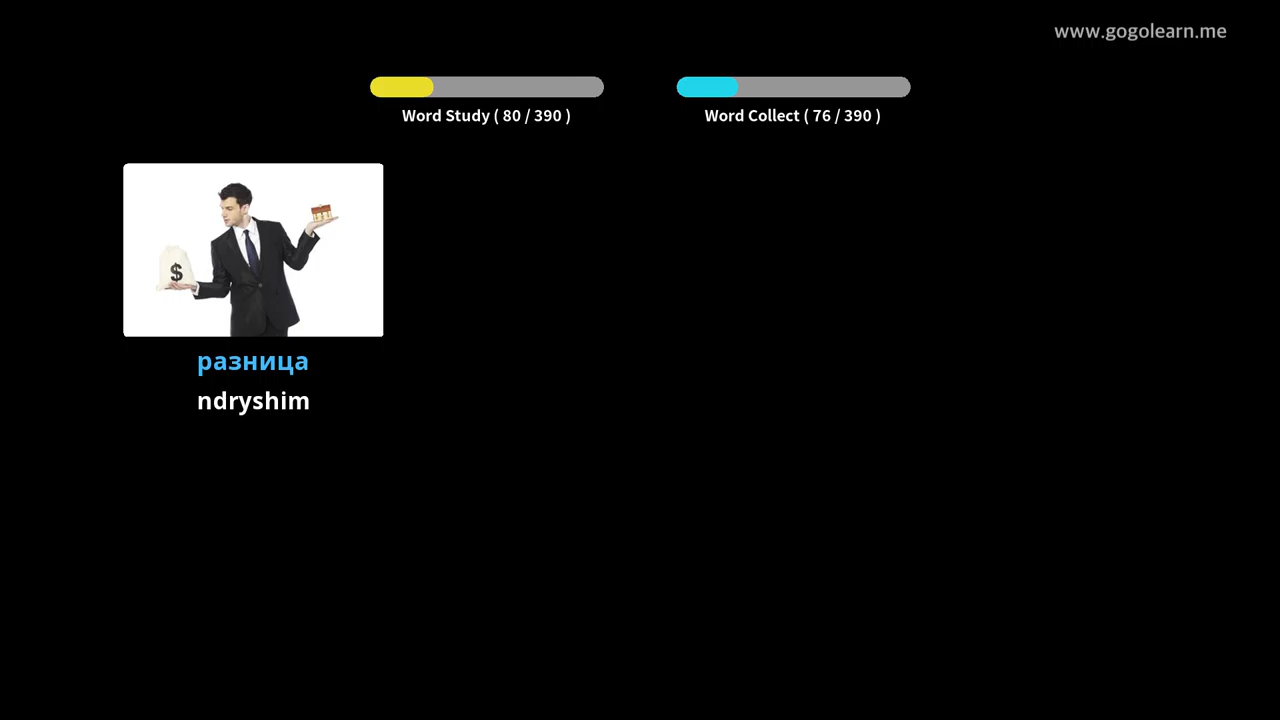 www.gogolearn.me
Word Study ( 80 / 390 )
Word Collect ( 76 / 390 )
$
разница
ndryshim